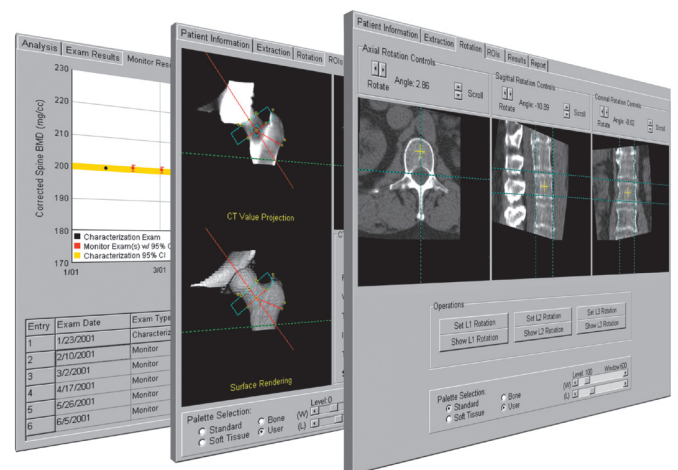 Analysis Exam Results Monitor Res
Corrected Spine BMD (mg/cc)
230
220
210
200
190
180
170
Characterization Exam
Monitor Exam(s) w/ 95% C
Characterization 95% CI
1/01 3/01
Entry Exam Date Exam Type
1 1/23/2001 Characteriz
2 2/10/2001 Monitor
3 3/2/2001 Monitor
4 4/17/2001 Monitor
5 5/26/2001 Monitor
6 6/5/2001 Monitor
Patient Information Extraction Rotation ROIs
CT Value Projection
Surface Rendering
Palette Selection:
Standard Bone
Soft Tissue User
Level: 0
(W)
(L)
Patient Information Extraction Rotation ROIs Results Report
Axial Rotation Controls
Rotate Angle: 2.86 Scroll
Sagittal Rotation Controls
Rotate Angle: -10.89 Scroll
Coronal Rotation Controls
Rotate Scroll
Operations
Set L1 Rotation Set L2 Rotation Set L3 Rotation
Show L1 Rotation Show L2 Rotation Show L3 Rotation
Palette Selection:
Standard Bone
Soft Tissue User
Level: 100 Window: 600
(W)
(L)